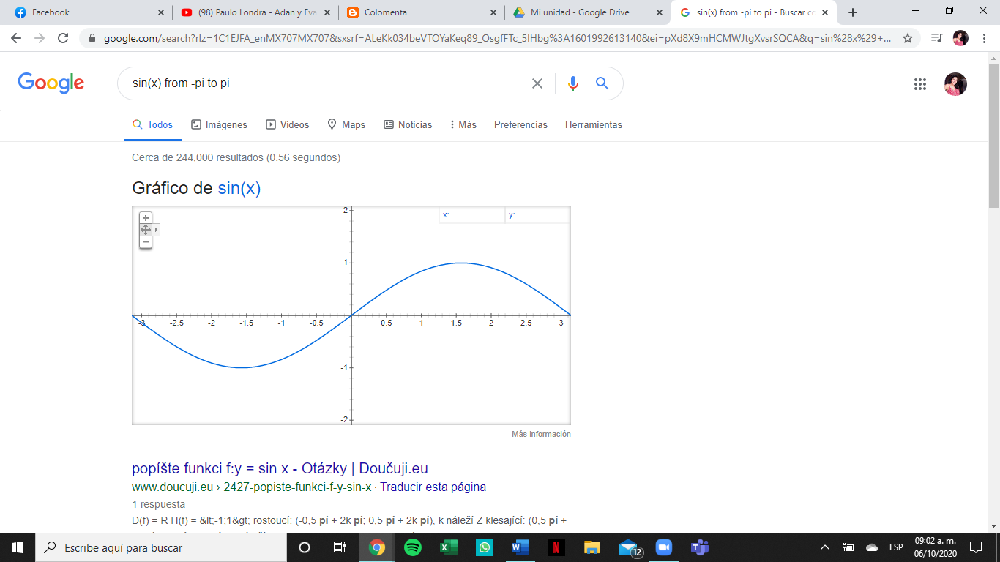 Facebook
(98) Paulo Londra - Adan y Eva
Colomenta
Mi unidad - Google Drive
sin(x) from -pi to pi - Buscar co
google.com/search?rlz=1C1EJFA_enMX707MX707&sxsrf=ALeKk034beVTOYaKeq89_OsgfFTc_5IHbg%3A1601992613140&ei=pXd8X9mHCMWJtgXvsrSQCA&q=sin%28x%29+...
Google
sin(x) from -pi to pi
Todos Imágenes Videos Maps Noticias Más Preferencias Herramientas
Cerca de 244,000 resultados (0.56 segundos)
Gráfico de sin(x)
2
x: y:
1
-3 -2.5 -2 -1.5 -1 -0.5 0.5 1 1.5 2 2.5 3
-1
-2
Más información
popíšte funkci f:y = sin x - Otázky | Doučuji.eu
www.doucuji.eu › 2427-popiste-funkci-f-y-sin-x · Traducir esta página
1 respuesta
D(f) = R H(f) = &lt;-1;1&gt; rostoucí: (-0,5 pí + 2k pí; 0,5 pí + 2k pí), k náleží Z klesající: (0,5 pí +
Escribe aquí para buscar
12
ESP
09:02 a. m.
06/10/2020